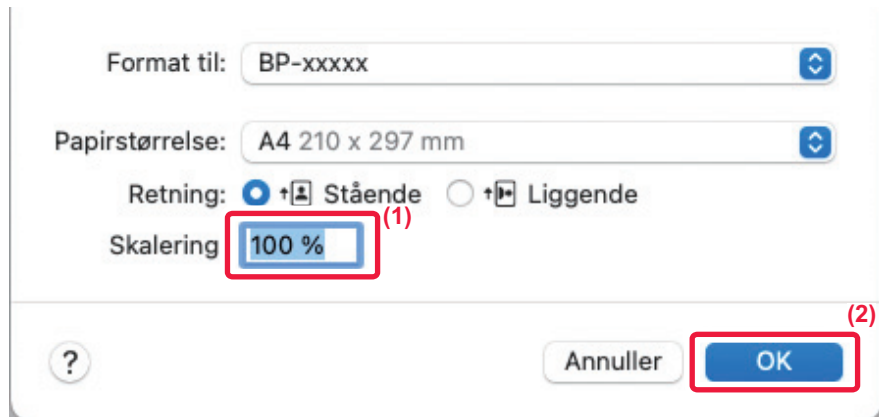 Format til: BP-xxxxx
Papirstørrelse: A4 210 x 297 mm
Retning: Stående Liggende
(1)
Skalering 100 %
(2)
? Annuller OK